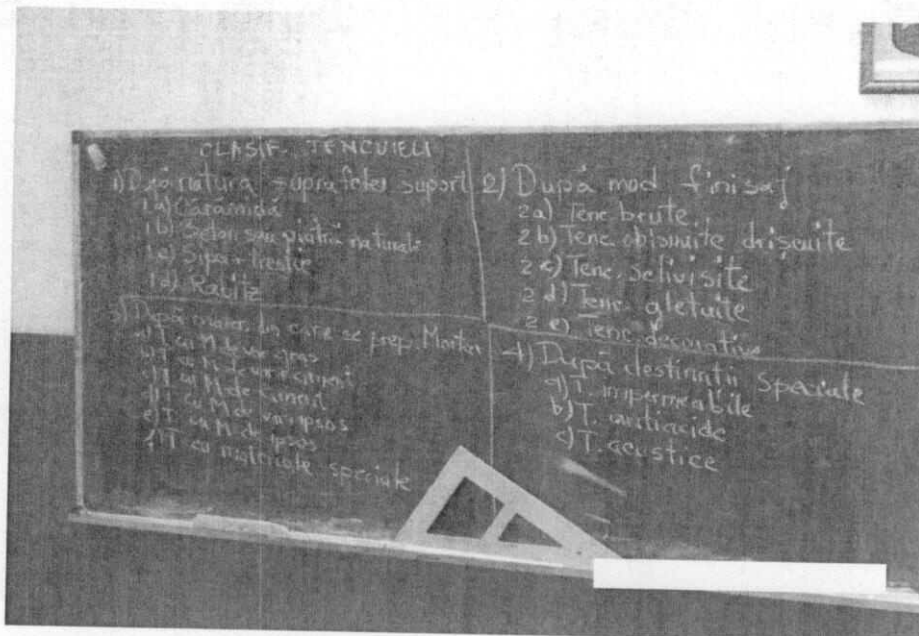 CLASIF. TENCUIELI
1) După natura suprafeței suport
1a) Cărămidă
1b) Beton sau piatră naturală
1c) Șipci + trestie
1d) Rabitz
2) După mod finisaj
2a) Tenc. brute
2b) Tenc. obișnuite drișcuite
2c) Tenc. sclivisite
2d) Tenc. gletuite
2e) Tenc. decorative
3) După mater. din care se prep. Mortar
a) T. cu M. de var gras
b) T. cu M. de var ciment
c) T. cu M. de ciment
d) T. cu M. de var ipsos
e) T. cu M. de ipsos
f) T. cu materiale speciale
4) După destinații speciale
a) T. impermeabile
b) T. antiacide
c) T. acustice